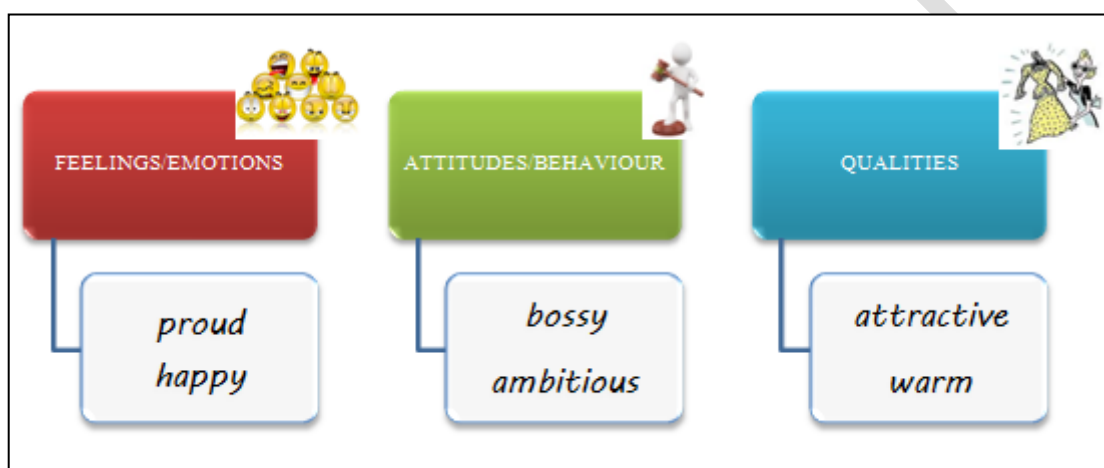 FEELINGS/EMOTIONS
proud
happy
ATTITUDES/BEHAVIOUR
bossy
ambitious
QUALITIES
attractive
warm